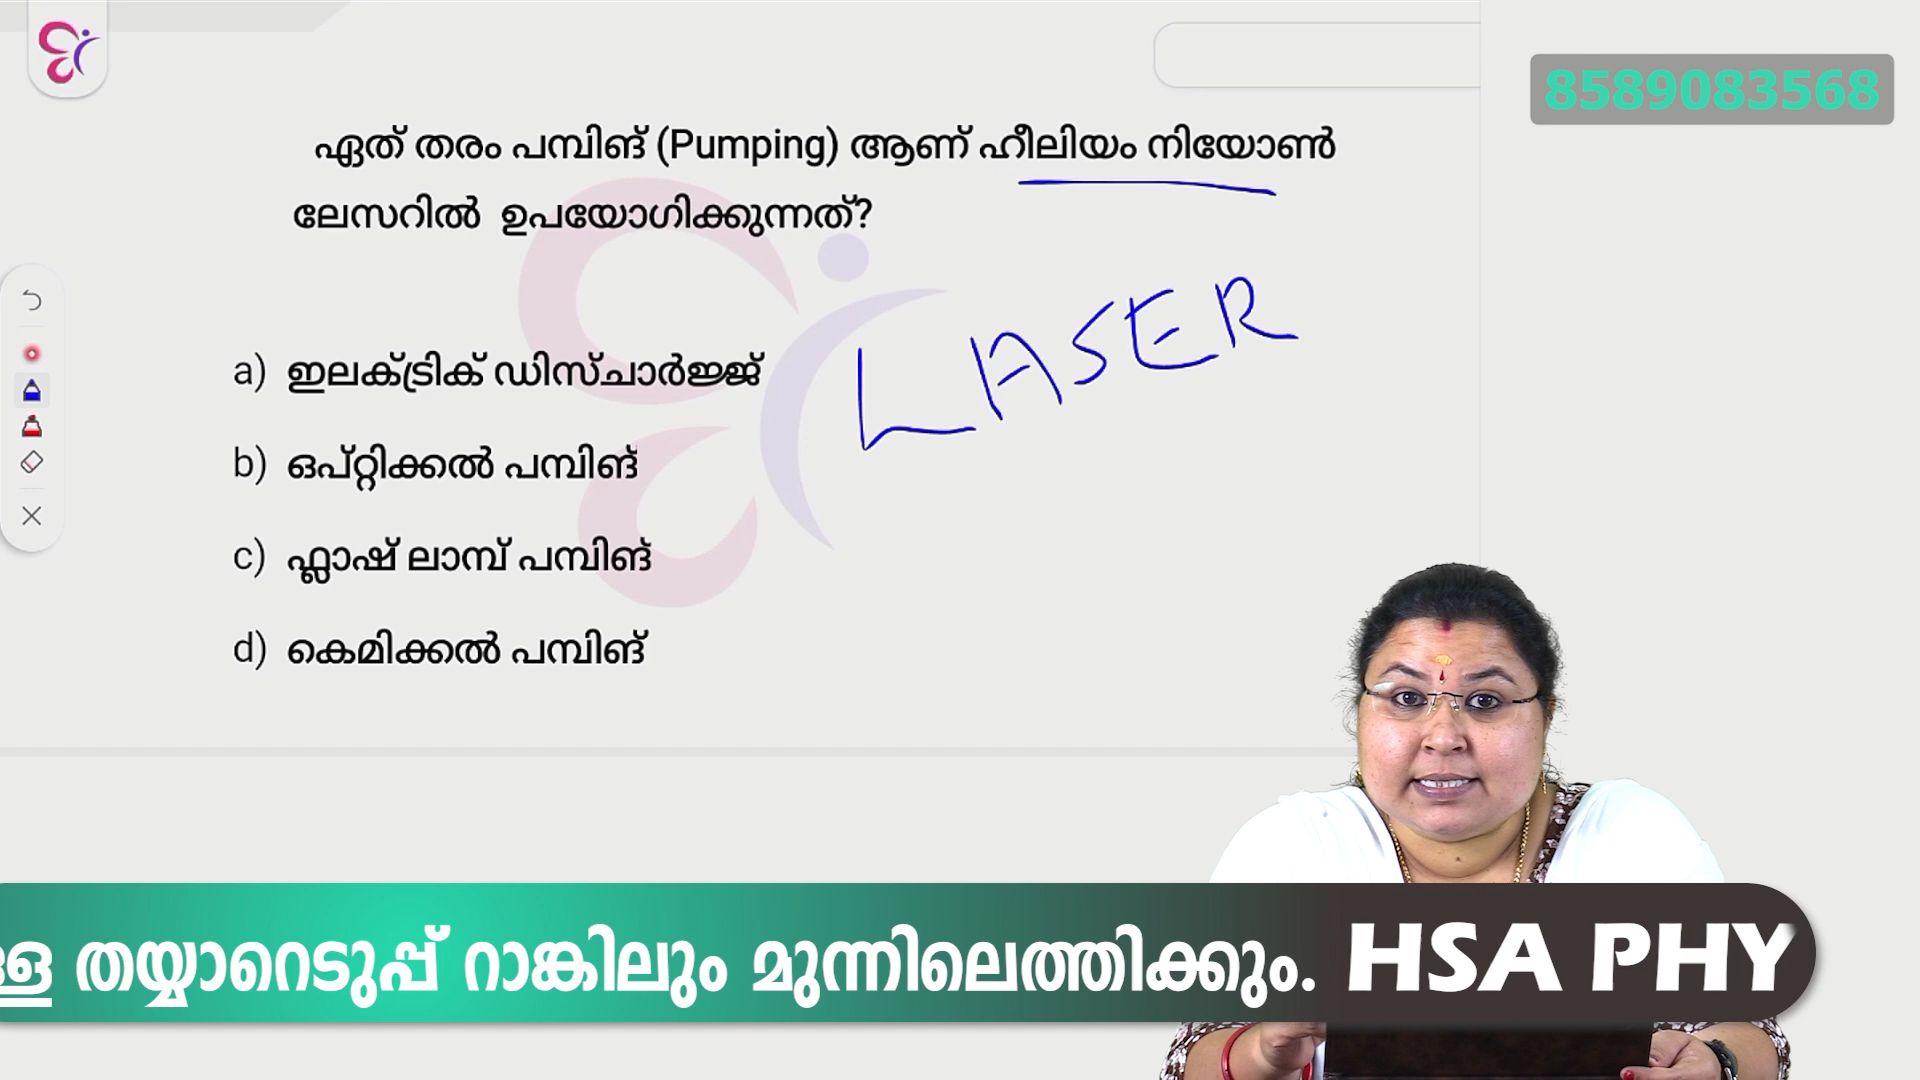 8589083568
ഏത് തരം പമ്പിങ് (Pumping) ആണ് ഹീലിയം നിയോൺ
ലേസറിൽ ഉപയോഗിക്കുന്നത്?
LASER
a) ഇലക്ട്രിക് ഡിസ്ചാർജ്ജ്
b) ഒപ്റ്റിക്കൽ പമ്പിങ്
c) ഫ്ലാഷ് ലാമ്പ് പമ്പിങ്
d) കെമിക്കൽ പമ്പിങ്
തയ്യാറെടുപ്പ് റാങ്കിലും മുന്നിലെത്തിക്കും. HSA PHY